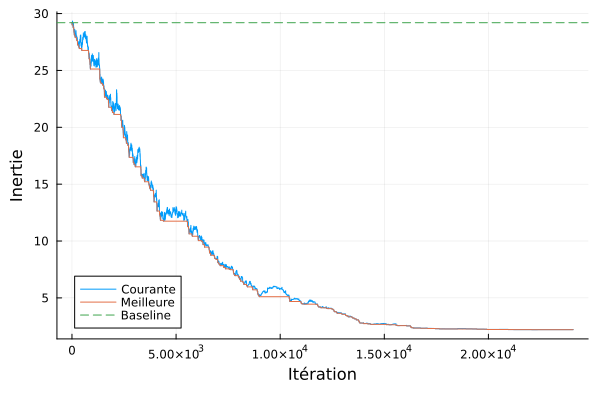 30
25
20
15
10
5
Inertie
Courante
Meilleure
Baseline
0
5.00×10³
1.00×10⁴
1.50×10⁴
2.00×10⁴
Itération